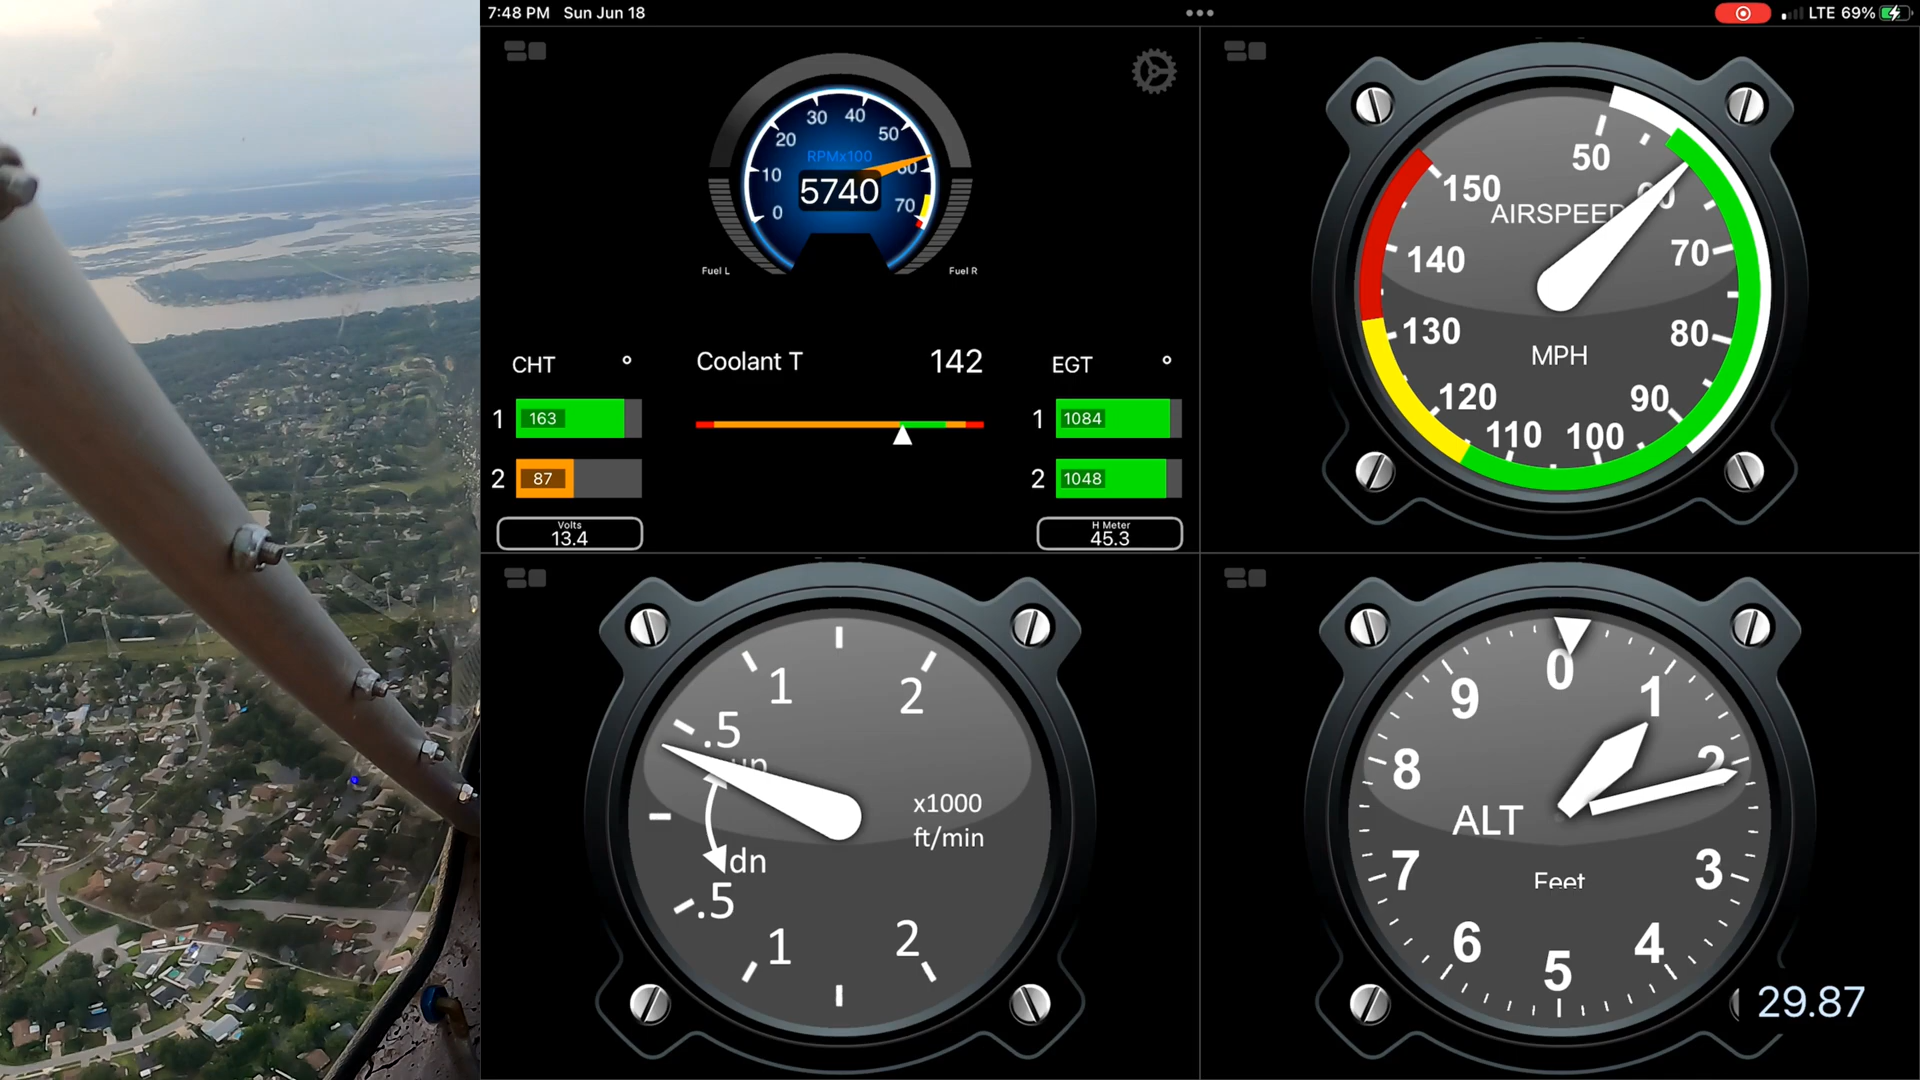 7:48 PM Sun Jun 18
LTE 69%
0
10
20
30
40
50
60
70
RPMx100
5740
Fuel L
Fuel R
CHT °
1 163
2 87
Volts
13.4
Coolant T 142
EGT °
1 1084
2 1048
H Meter
45.3
50
70
80
90
100
110
120
130
140
150
AIRSPEED
MPH
.5
1
2
up
dn
.5
1
2
x1000
ft/min
0
1
2
3
4
5
6
7
8
9
ALT
Feet
29.87